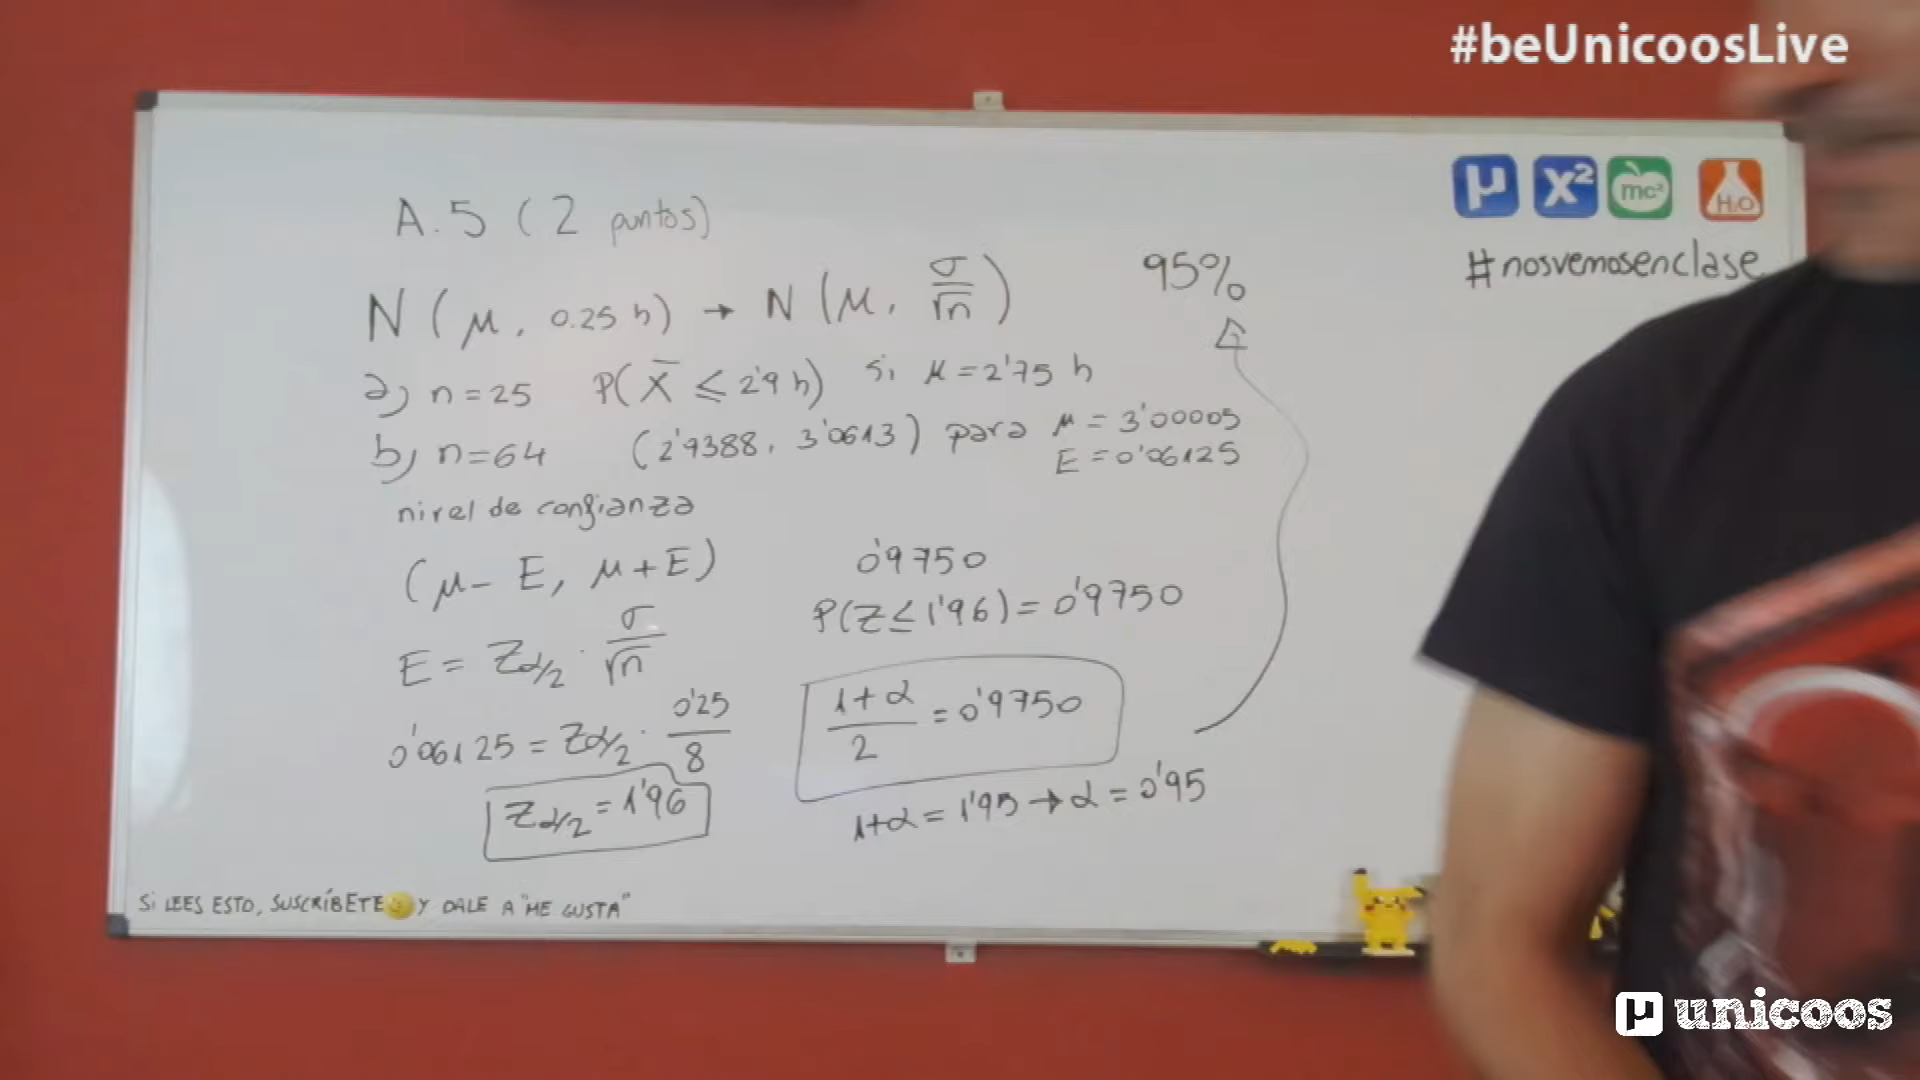 #beUnicoosLive
μ x² mc² H₂O
#nosvemosenclase
A.5 (2 puntos)
N(μ, 0.25 h) → N(μ, σ/√n)
95%
a) n=25 P(X̄ ≤ 2'9 h) si μ=2'75 h
b) n=64 (2'9388, 3'0613) para μ = 3'00005
E = 0'06125
nivel de confianza
(μ- E, μ+E)
0'9750
P(Z≤1'96)=0'9750
E = Zα/2 · σ/√n
(1+α)/2 = 0'9750
0'06125 = Zα/2 · 0'25/8
1+α = 1'95 → α = 0'95
Zα/2 = 1'96
Si LEES ESTO, SUSCRÍBETE Y DALE A "ME GUSTA"
μ unicoos